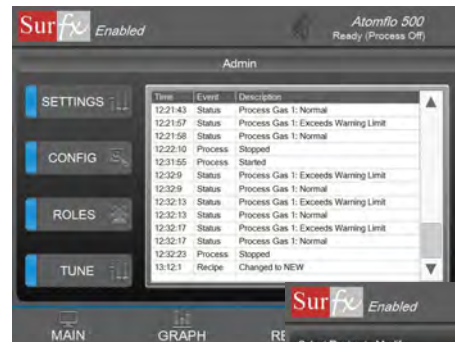 Surfx Enabled
Atomflo 500
Ready (Process Off)
Admin
SETTINGS
CONFIG
ROLES
TUNE
Time Event Description
12:21:43 Status Process Gas 1: Normal
12:21:57 Status Process Gas 1: Exceeds Warning Limit
12:21:58 Status Process Gas 1: Normal
12:22:10 Process Stopped
12:31:55 Process Started
12:32:9 Status Process Gas 1: Exceeds Warning Limit
12:32:9 Status Process Gas 1: Normal
12:32:13 Status Process Gas 1: Exceeds Warning Limit
12:32:13 Status Process Gas 1: Normal
12:32:17 Status Process Gas 1: Exceeds Warning Limit
12:32:17 Status Process Gas 1: Normal
12:32:23 Process Stopped
13:12:1 Recipe Changed to NEW
MAIN GRAPH RE
Surfx Enabled